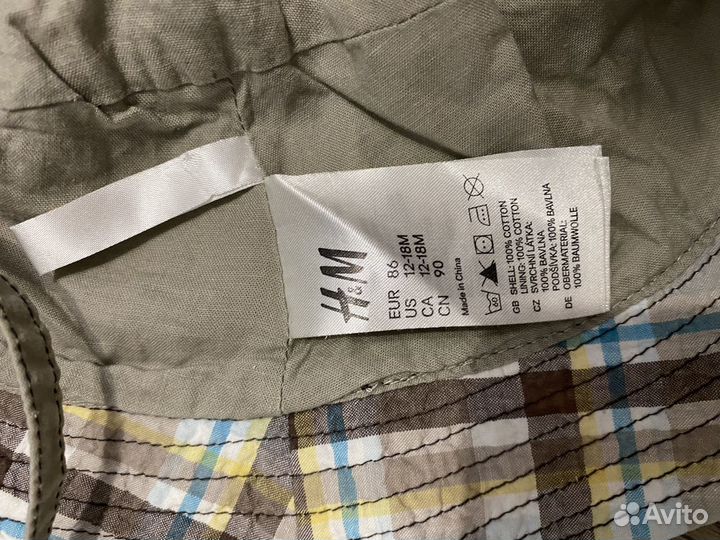 H&M
EUR 86
US 12-18M
CA 12-18M
CN 90
Made in China
60
GB SHELL: 100% COTTON
LINING: 100% COTTON
CZ SVRCHNÍ LÁTKA:
100% BAVLNA
PODŠÍVKA: 100% BAVLNA
DE OBERMATERIAL:
100% BAUMWOLLE
Avito